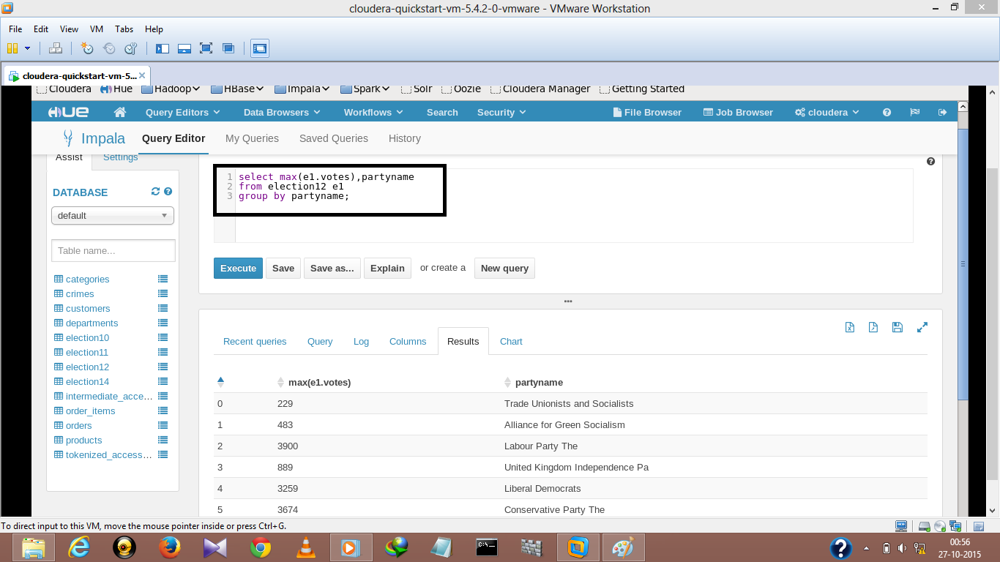 cloudera-quickstart-vm-5.4.2-0-vmware - VMware Workstation
File Edit View VM Tabs Help
cloudera-quickstart-vm-5...
Cloudera Hue Hadoop HBase Impala Spark Solr Oozie Cloudera Manager Getting Started
HUE Query Editors Data Browsers Workflows Search Security File Browser Job Browser cloudera
Impala Query Editor My Queries Saved Queries History
Assist Settings
DATABASE
default
Table name...
categories
crimes
customers
departments
election10
election11
election12
election14
intermediate_acce...
order_items
orders
products
tokenized_access...
1 select max(e1.votes),partyname
2 from election12 e1
3 group by partyname;
Execute Save Save as... Explain or create a New query
Recent queries Query Log Columns Results Chart
max(e1.votes) partyname
0 229 Trade Unionists and Socialists
1 483 Alliance for Green Socialism
2 3900 Labour Party The
3 889 United Kingdom Independence Pa
4 3259 Liberal Democrats
5 3674 Conservative Party The
To direct input to this VM, move the mouse pointer inside or press Ctrl+G.
C:\.
00:56
27-10-2015